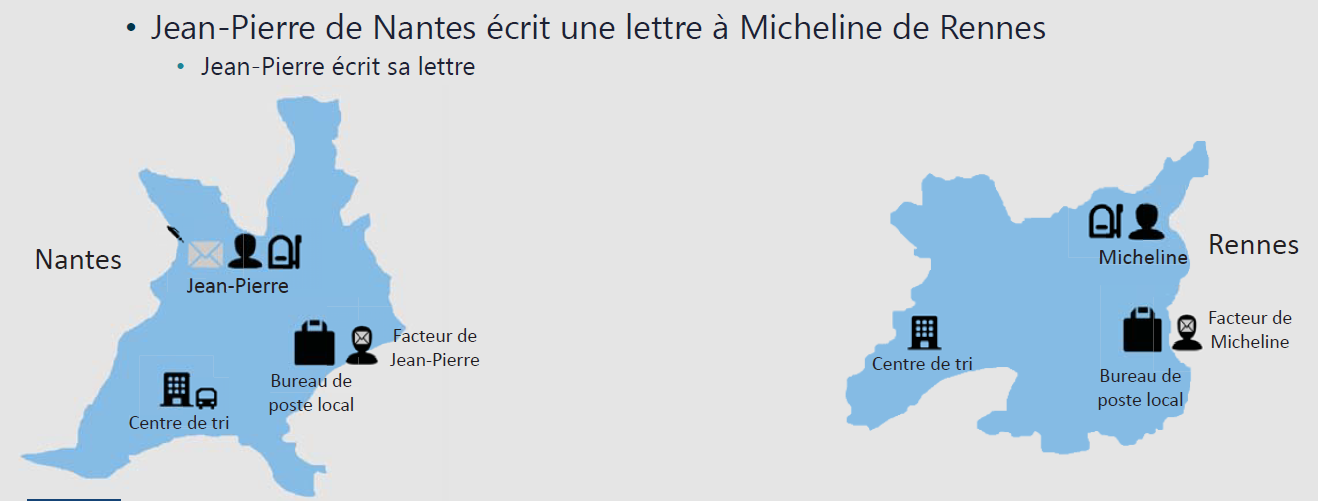 Jean-Pierre de Nantes écrit une lettre à Micheline de Rennes
Jean-Pierre écrit sa lettre
Nantes
Jean-Pierre
Facteur de
Jean-Pierre
Bureau de
poste local
Centre de tri
Micheline
Rennes
Facteur de
Micheline
Centre de tri
Bureau de
poste local